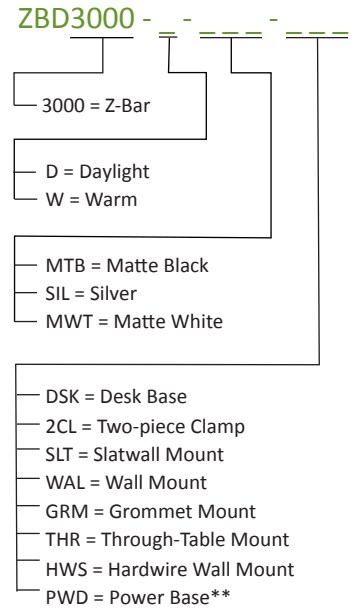 ZBD3000 - _ - _ _ _ - _ _ _
3000 = Z-Bar
D = Daylight
W = Warm
MTB = Matte Black
SIL = Silver
MWT = Matte White
DSK = Desk Base
2CL = Two-piece Clamp
SLT = Slatwall Mount
WAL = Wall Mount
GRM = Grommet Mount
THR = Through-Table Mount
HWS = Hardwire Wall Mount
PWD = Power Base**